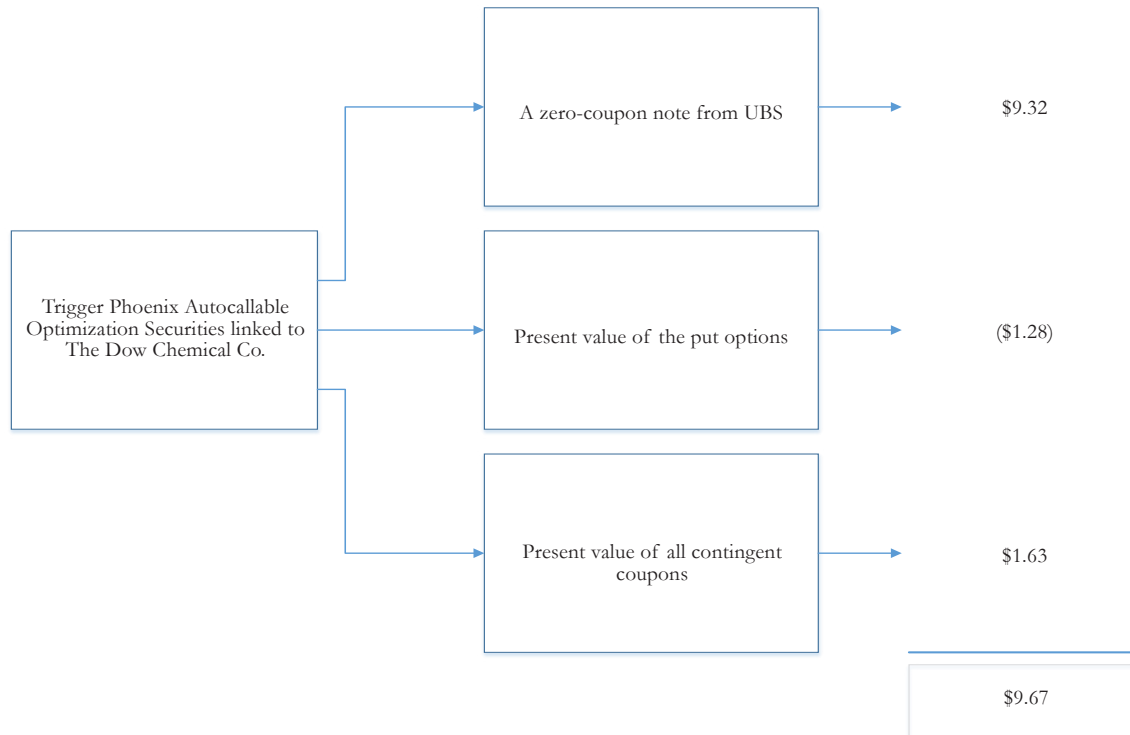 A zero-coupon note from UBS
$9.32
Trigger Phoenix Autocallable
Optimization Securities linked to
The Dow Chemical Co.
Present value of the put options
($1.28)
Present value of all contingent
coupons
$1.63
$9.67